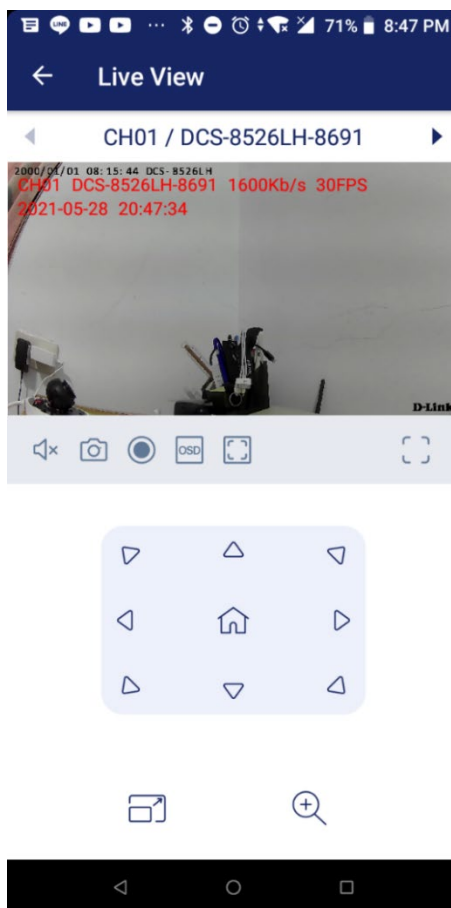 LINE
71% 8:47 PM
Live View
CH01 / DCS-8526LH-8691
2000/01/01 08:15:44 DCS-8526LH
CH01 DCS-8526LH-8691 1600Kb/s 30FPS
2021-05-28 20:47:34
D-Link
OSD